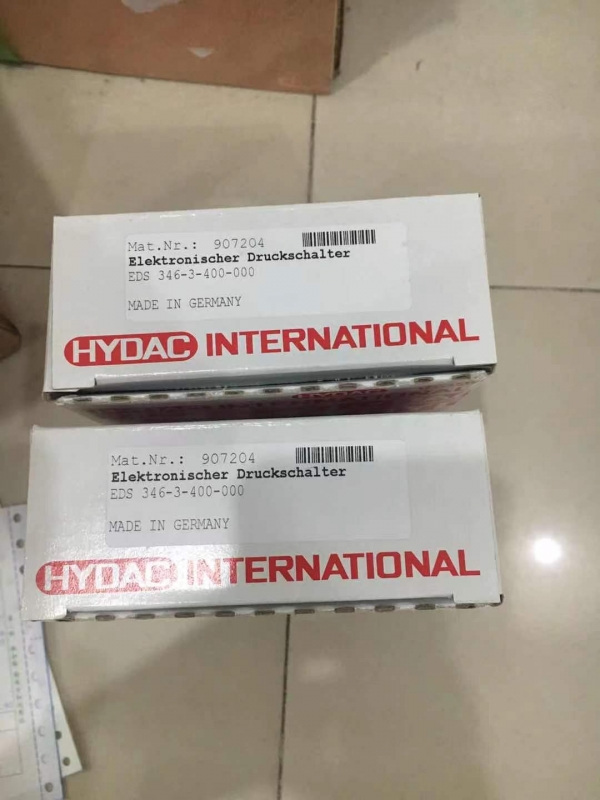 Mat.Nr.: 907204
Elektronischer Druckschalter
EDS 346-3-400-000
MADE IN GERMANY
HYDAC INTERNATIONAL
Mat.Nr.: 907204
Elektronischer Druckschalter
EDS 346-3-400-000
MADE IN GERMANY
HYDAC INTERNATIONAL